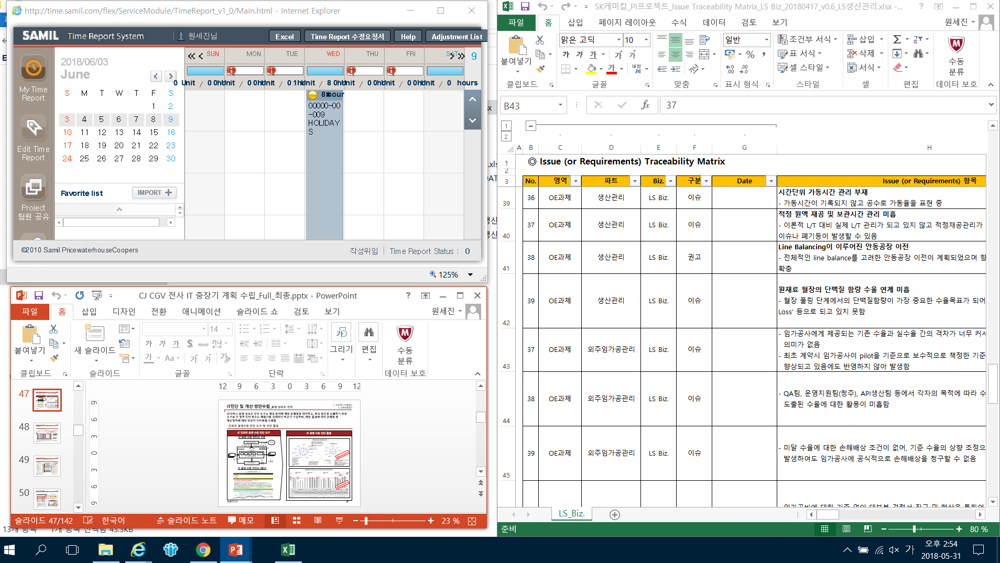 http://time.samil.com/flex/ServiceModule/TimeReport_v1_0/Main.html - Internet Explorer
SAMIL Time Report System
원세진님
Excel
Time Report 수정요청서
Help
Adjustment List
My Time
Report
Edit Time
Report
Project
팀원 공유
2018/06/03
June
S M T W T F S
1 2
3 4 5 6 7 8 9
10 11 12 13 14 15 16
17 18 19 20 21 22 23
24 25 26 27 28 29 30
Favorite list
IMPORT
SUN MON TUE WED THU FRI SAT 9
00000-00
-009
HOLIDAY
S
©2010 Samil PricewaterhouseCoopers
작성위임
Time Report Status : 0
125%
CJ CGV 전사 IT 중장기 계획 수립_Full_최종.pptx - PowerPoint
파일 홈 삽입 디자인 전환 애니메이션 슬라이드 쇼 검토 보기 원세진
붙여넣기
새 슬라이드
14
그리기
편집
수동
분류
클립보드 슬라이드 글꼴 단락 데이터 보호
12 9 6 3 0 3 6 9 12
47
48
49
50
IT진단 및 개선 방안수립_운영 성숙도 진단
슬라이드 47/142 한국어 슬라이드 노트 메모 23 %
SK케미칼_PI프로젝트_Issue Traceability Matrix_LS Biz_20180417_v0.6_LS생산관리.xlsx -...
파일 홈 삽입 페이지 레이아웃 수식 데이터 검토 보기 원세진
붙여넣기
맑은 고딕 10
일반
조건부 서식
표 서식
셀 스타일
삽입
삭제
서식
수동
분류
클립보드 글꼴 맞춤 표시 형식 스타일 셀 편집 데이터 보호
B43 37
1
2
A B C D E F G H
◎ Issue (or Requirements) Traceability Matrix
No. 영역 파트 Biz. 구분 Date Issue (or Requirements) 항목
39 36 OE과제 생산관리 LS Biz. 이슈
시간단위 가동시간 관리 부재
- 가동시간이 기록되지 않고 공수로 가동율을 표현 중
40 37 OE과제 생산관리 LS Biz. 이슈
적정 원액 재공 및 보관시간 관리 미흡
- 이론적 L/T 대비 실제 L/T 관리가 되고 있지 않고 적정재공관리가
이슈나 폐기등이 발생할 수 있음
41 38 OE과제 생산관리 LS Biz. 권고
Line Balancing이 이루어진 안동공장 이전
- 전체적인 line balance를 고려한 안동공장 이전이 계획되었으며 향
확충
42 39 OE과제 생산관리 LS Biz. 이슈
원재료 혈장의 단백질 함량 수율 연계 미흡
- 혈장 풀링 단계에서의 단백질함량이 가장 중요한 수율목표가 되어
Loss' 등으로 되고 있지 못함
43 37 OE과제 외주임가공관리 LS Biz. 이슈
- 임가공사에게 제공되는 기존 수율과 실수율 간의 격차가 너무 커서
의미가 없음
- 최초 계약시 임가공사이 pilot을 기준으로 보수적으로 책정한 기준
향상되고 있음에도 반영하지 않아 발생함
44 38 OE과제 외주임가공관리 LS Biz. 이슈
- QA팀, 운영지원팀(청주), API생산팀 등에서 각자의 목적에 따라 수
도출된 수율에 대한 활용이 미흡함
45 39 OE과제 외주임가공관리 LS Biz. 이슈
- 미달 수율에 대한 손해배상 조건이 없어, 기준 수율의 상향 조정으
발생하여도 임가공사에 공식적으로 손해배상을 청구할 수 없음
LS_Biz.
준비 80 %
오후 2:54
2018-05-31